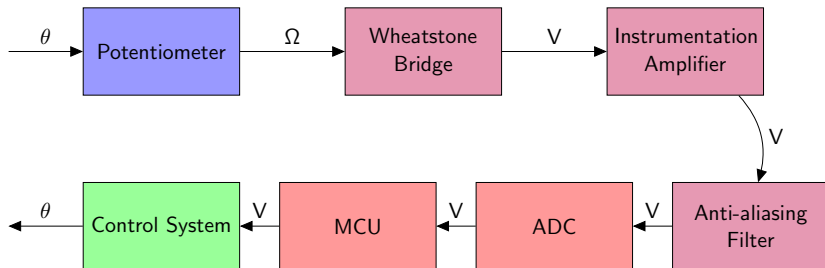 θ
Potentiometer
Ω
Wheatstone
Bridge
V
Instrumentation
Amplifier
V
Anti-aliasing
Filter
V
ADC
V
MCU
V
Control System
θ